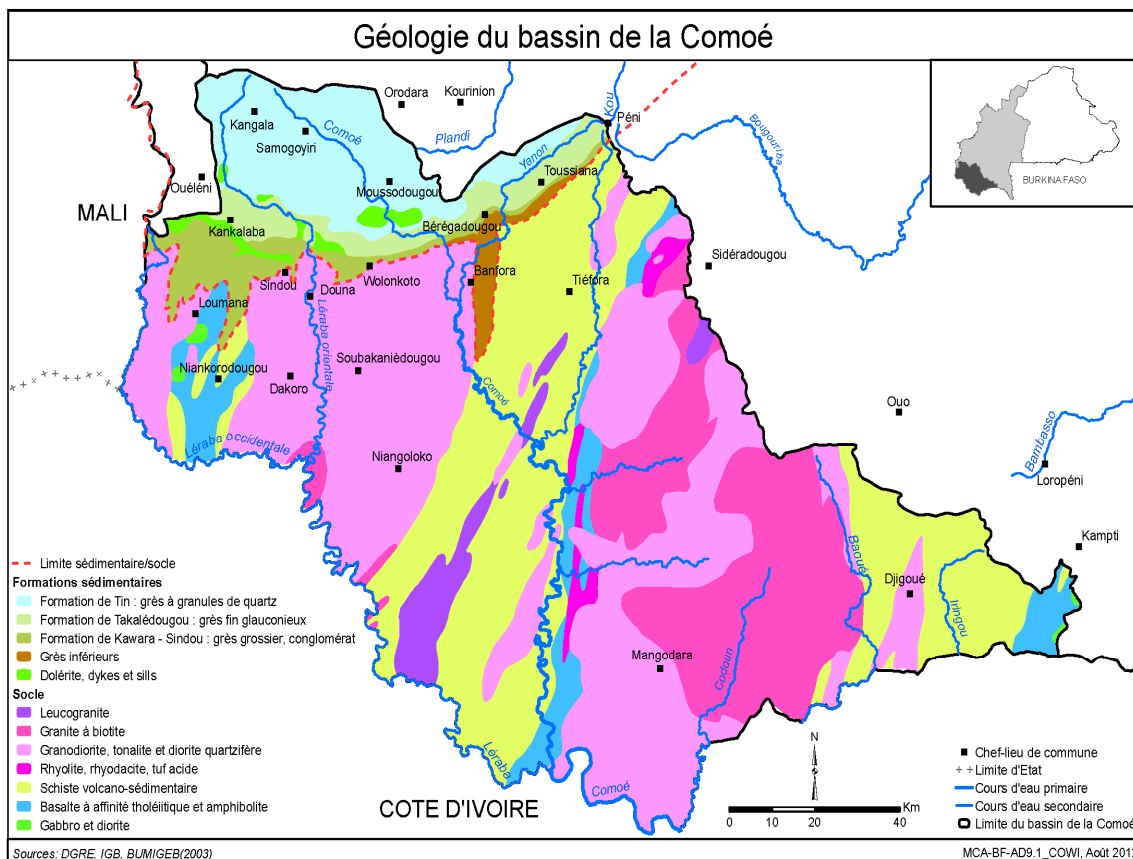 Géologie du bassin de la Comoé
Orodara
Kourinion
Kangala
Samogoyiri
Comoé
Plandi
Kou
Péni
Bougouriba
BURKINA FASO
Yanon
Toussiana
Ouéléni
Moussodougou
MALI
Kankalaba
Bérégadougou
Sidéradougou
Sindou
Wolonkoto
Banfora
Douna
Tiéfora
Loumana
Léraba orientale
Niankorodougou
Dakoro
Soubakanièdougou
Comoé
Ouo
Léraba occidentale
Niangoloko
Bambasso
Loropéni
Kampti
Baoué
Djigoué
Iringou
Mangodara
Codoun
Léraba
Comoé
COTE D'IVOIRE
Limite sédimentaire/socle
Formations sédimentaires
Formation de Tin : grès à granules de quartz
Formation de Takalédougou : grès fin glauconieux
Formation de Kawara - Sindou : grès grossier, conglomérat
Grès inférieurs
Dolérite, dykes et sills
Socle
Leucogranite
Granite à biotite
Granodiorite, tonalite et diorite quartzifère
Rhyolite, rhyodacite, tuf acide
Schiste volcano-sédimentaire
Basalte à affinité tholéiitique et amphibolite
Gabbro et diorite
N
Km
0 10 20 40
Chef-lieu de commune
Limite d'Etat
Cours d'eau primaire
Cours d'eau secondaire
Limite du bassin de la Comoé
Sources: DGRE, IGB, BUMIGEB(2003)
MCA-BF-AD9.1_COWI, Août 201